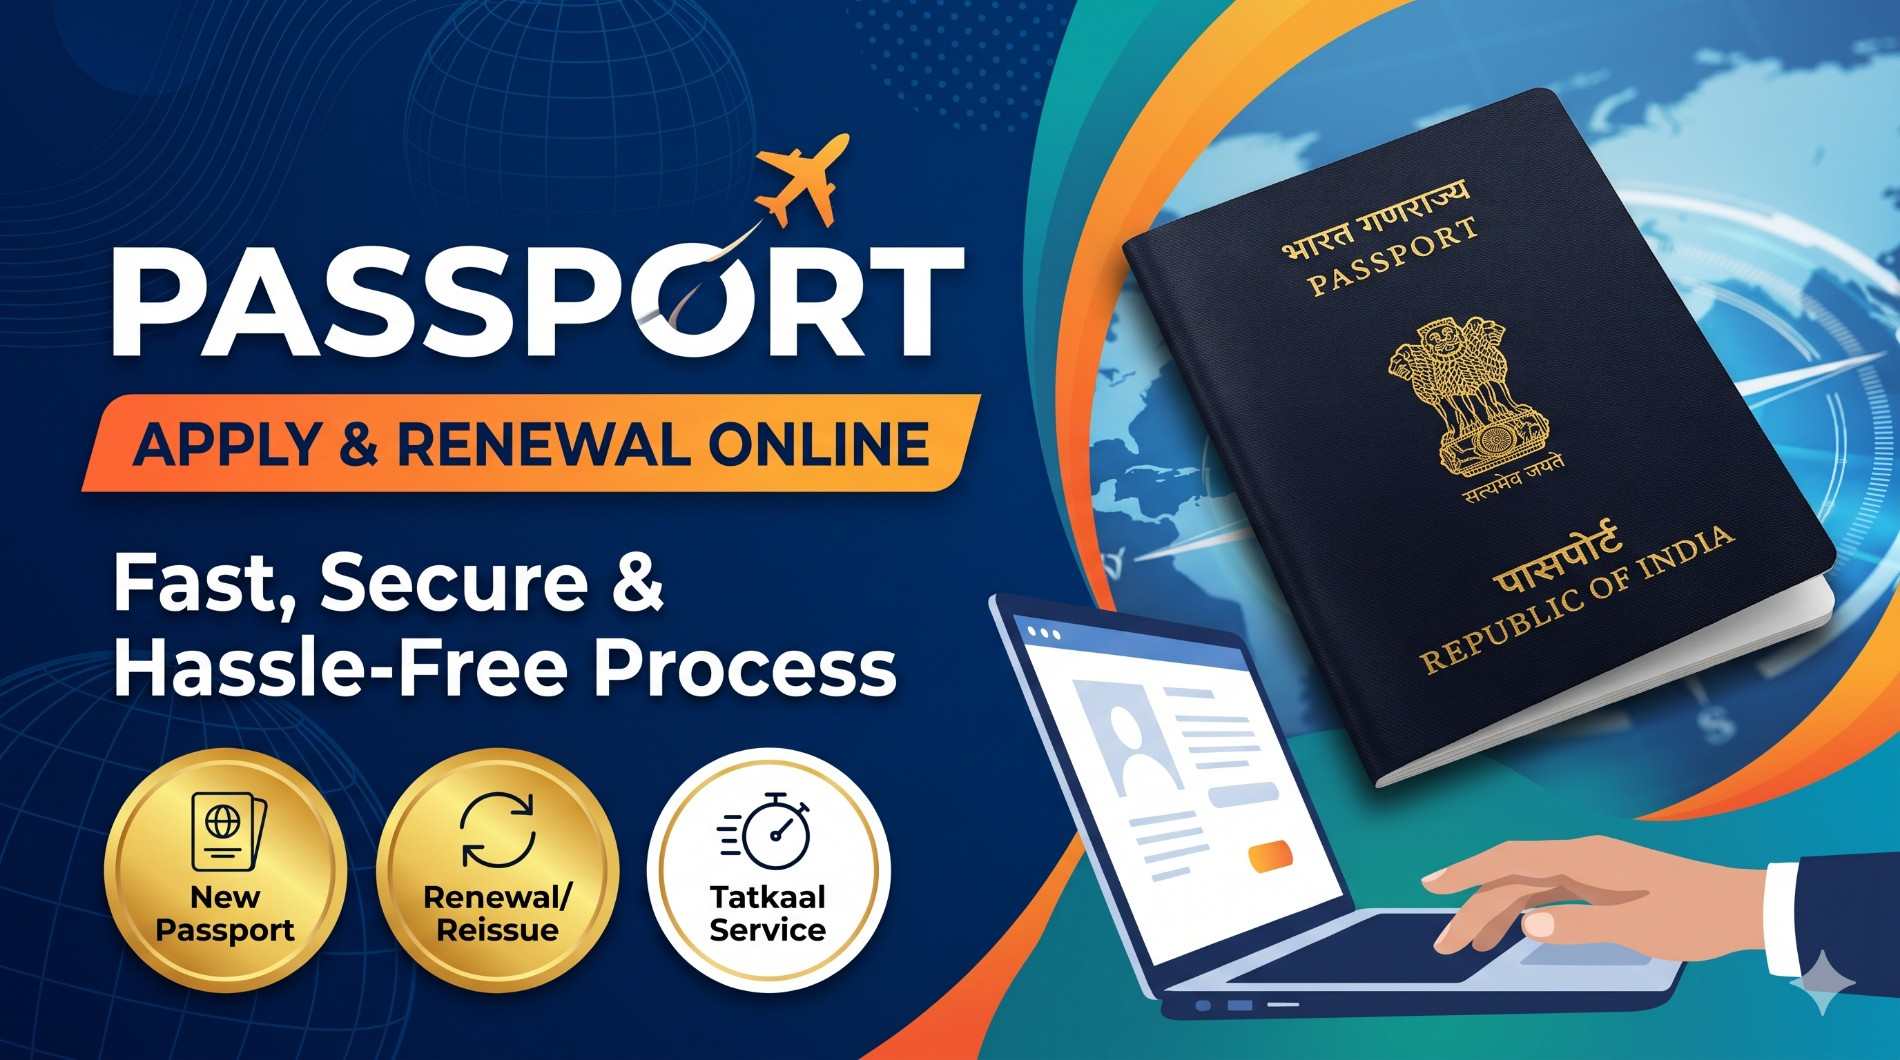 PASSPORT
APPLY & RENEWAL ONLINE
Fast, Secure &
Hassle-Free Process
New
Passport
Renewal/
Reissue
Tatkaal
Service
भारत गणराज्य
PASSPORT
सत्यमेव जयते
पासपोर्ट
REPUBLIC OF INDIA